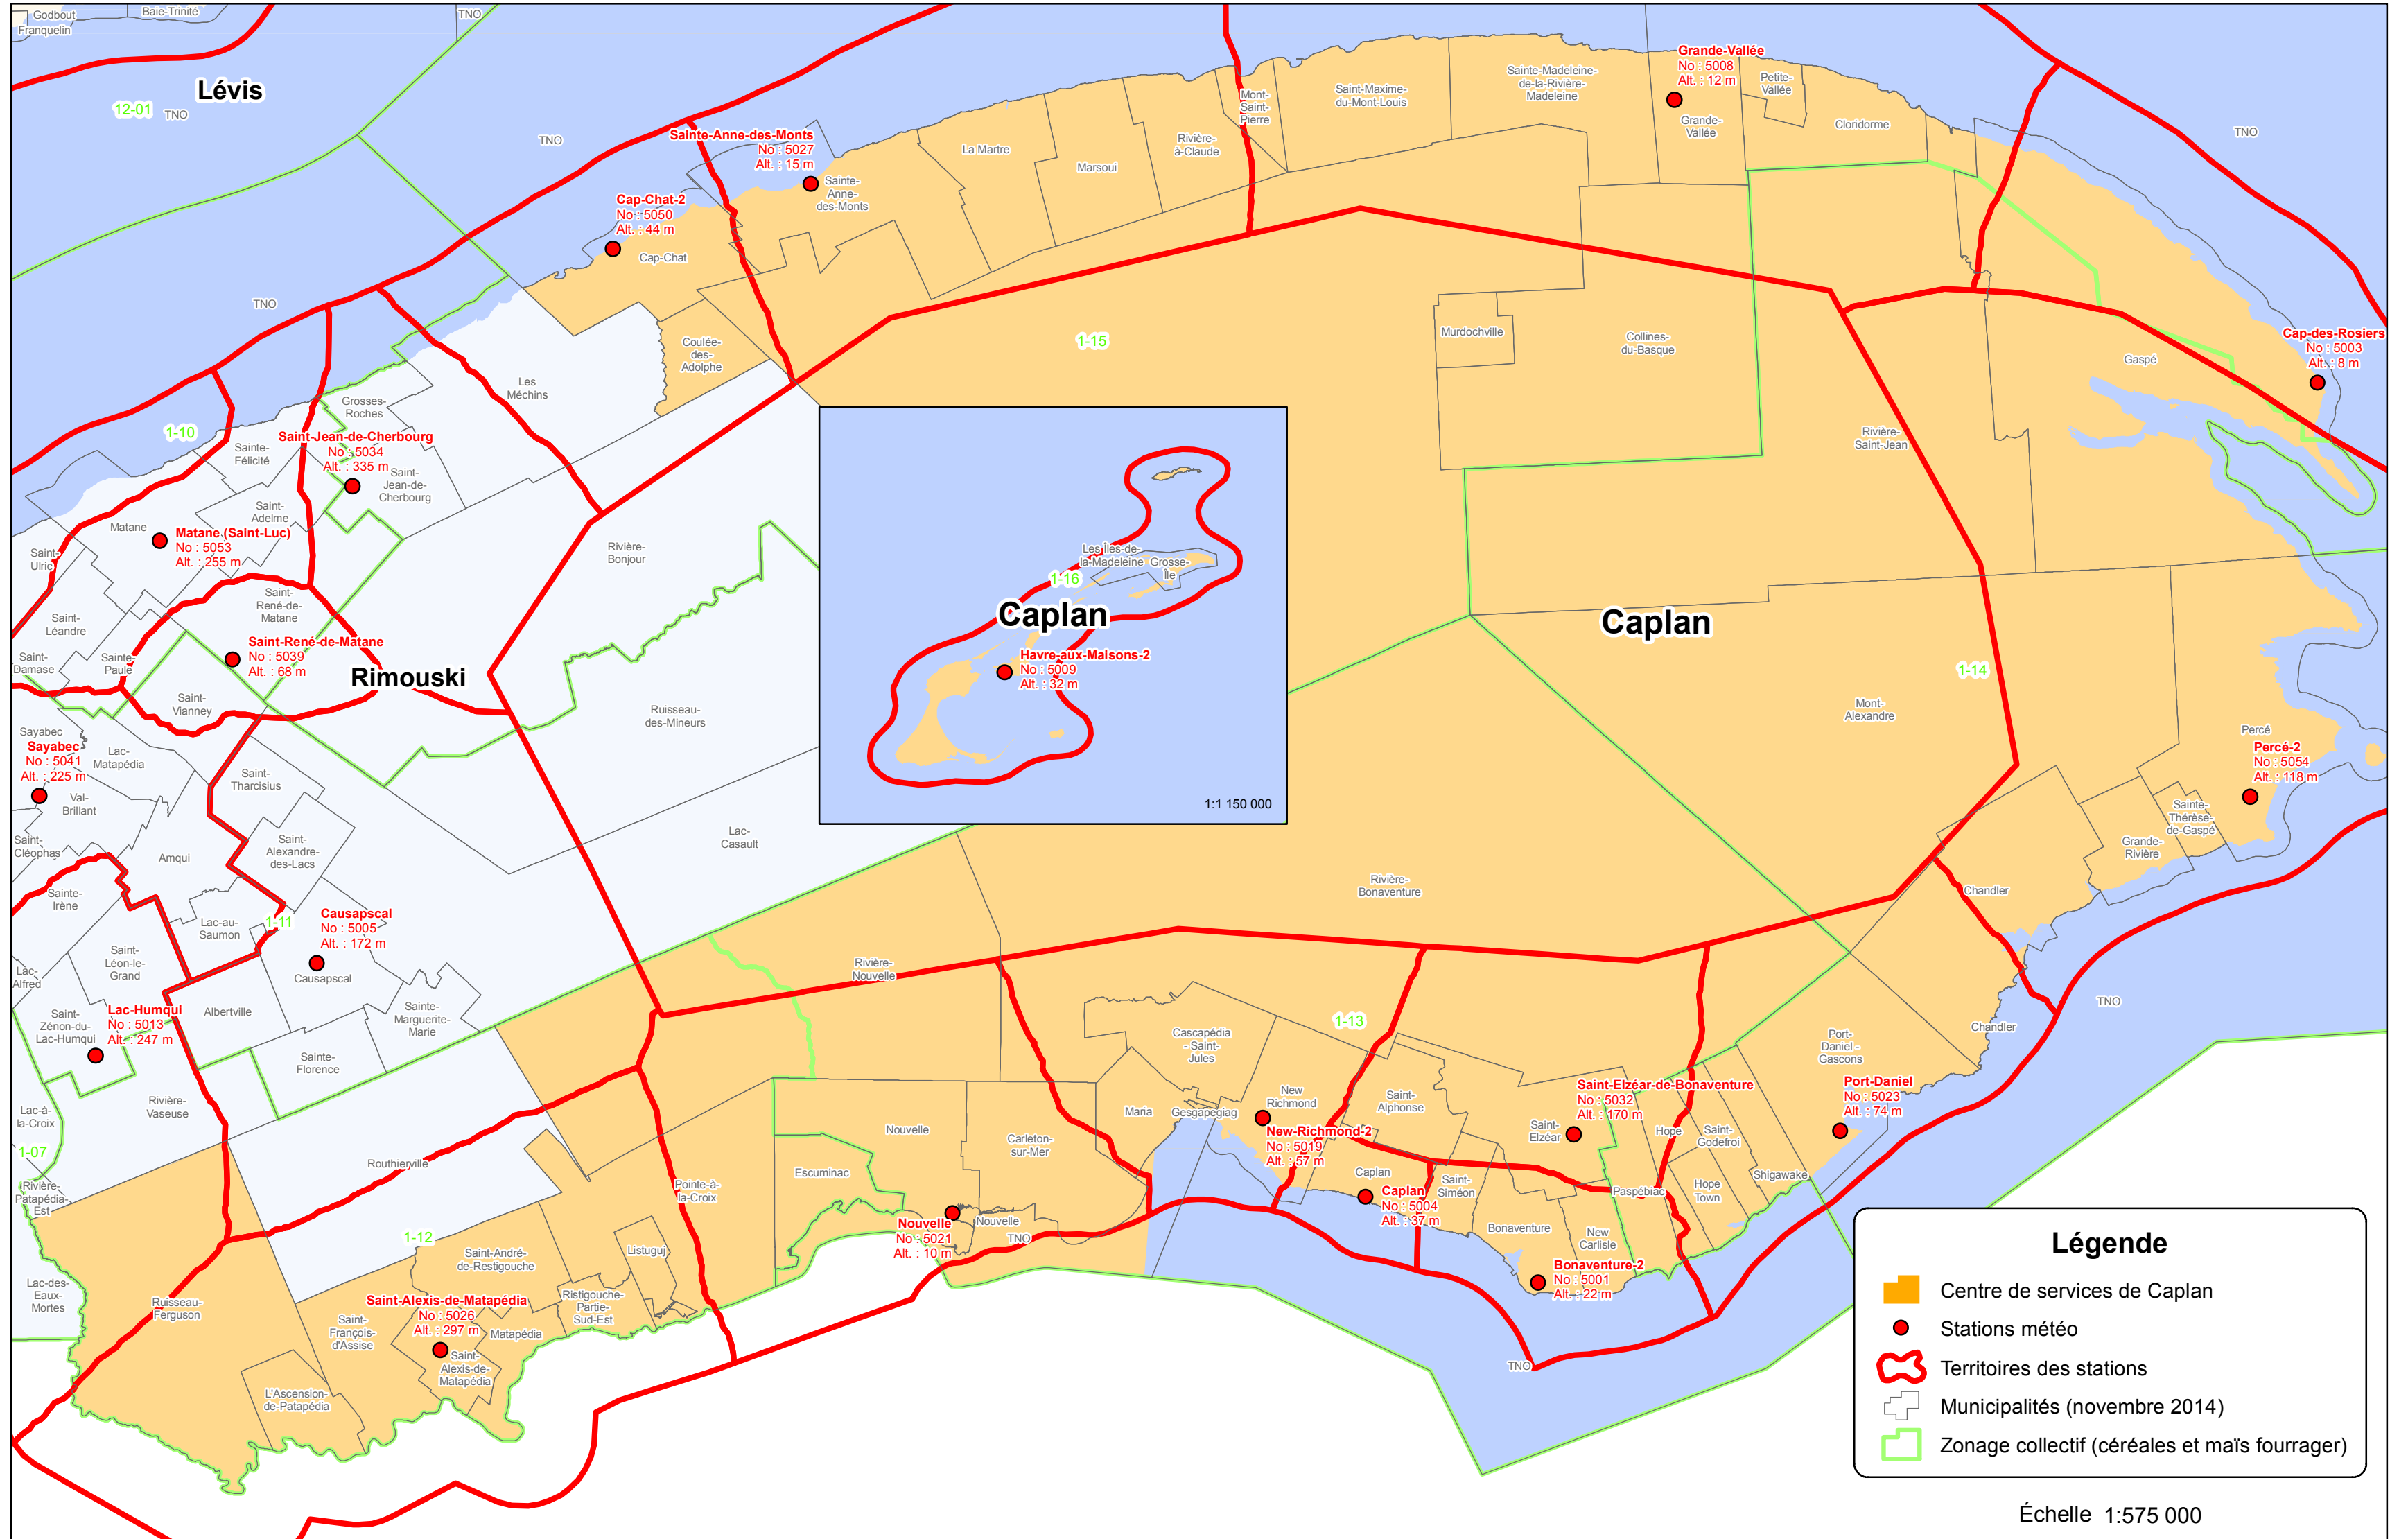 Godbout
Baie-Trinité
Franquelin
TNO
Lévis
12-01
TNO
TNO
TNO
TNO
Grande-Vallée
No : 5008
Alt. : 12 m
Petite-
Vallée
Grande-
Vallée
Cloridorme
Sainte-Madeleine-
de-la-Rivière-
Madeleine
Saint-Maxime-
du-Mont-Louis
Mont-
Saint-
Pierre
Rivière-
à-Claude
Marsoui
La Martre
Sainte-Anne-des-Monts
No : 5027
Alt. : 15 m
Sainte-
Anne-
des-Monts
Cap-Chat-2
No : 5050
Alt. : 44 m
Cap-Chat
Coulée-
des-
Adolphe
1-15
Murdochville
Collines-
du-Basque
Cap-des-Rosiers
No : 5003
Alt. : 8 m
Gaspé
Rivière-
Saint-Jean
Les
Méchins
Grosses-
Roches
1-10
Sainte-
Félicité
Saint-Jean-de-Cherbourg
No : 5034
Alt. : 335 m
Saint-
Jean-de-
Cherbourg
Saint-
Adelme
Matane
Matane (Saint-Luc)
No : 5053
Alt. : 255 m
Saint-
Ulric
Rivière-
Bonjour
Saint-
René-de-
Matane
Saint-
Léandre
Saint-
Damase
Sainte-
Paule
Saint-René-de-Matane
No : 5039
Alt. : 68 m
Rimouski
Saint-
Vianney
Ruisseau-
des-Mineurs
Les Îles-de-
la-Madeleine
Grosse-
Île
1-16
Caplan
Havre-aux-Maisons-2
No : 5009
Alt. : 32 m
1:1 150 000
Caplan
1-14
Mont-
Alexandre
Percé
Percé-2
No : 5054
Alt. : 118 m
Sainte-
Thérèse-
de-Gaspé
Grande-
Rivière
Chandler
Sayabec
Sayabec
No : 5041
Alt. : 225 m
Lac-
Matapédia
Val-
Brillant
Saint-
Tharcisius
Saint-
Cléophas
Amqui
Saint-
Alexandre-
des-Lacs
Lac-
Casault
Rivière-
Bonaventure
Sainte-
Irène
Lac-au-
Saumon
1-11
Causapscal
No : 5005
Alt. : 172 m
Causapscal
Saint-
Léon-le-
Grand
Lac-
Alfred
Rivière-
Nouvelle
Albertville
Sainte-
Marguerite-
Marie
Saint-
Zénon-du-
Lac-Humqui
Lac-Humqui
No : 5013
Alt. : 247 m
Sainte-
Florence
Lac-à-
la-Croix
Rivière-
Vaseuse
1-07
Rivière-
Patapédia-
Est
Routhierville
1-12
Lac-des-
Eaux-
Mortes
Ruisseau-
Ferguson
Saint-André-
de-Restigouche
Saint-Alexis-de-Matapédia
No : 5026
Alt. : 297 m
Saint-
François-
d'Assise
Matapédia
Saint-
Alexis-de-
Matapédia
L'Ascension-
de-Patapédia
Listuguj
Ristigouche-
Partie-
Sud-Est
Pointe-à-
la-Croix
Escuminac
Nouvelle
Nouvelle
No : 5021
Alt. : 10 m
Nouvelle
TNO
Carleton-
sur-Mer
Maria
Cascapédia
- Saint-
Jules
Gesgapegiag
1-13
New
Richmond
New-Richmond-2
No : 5019
Alt. : 57 m
Saint-
Alphonse
Caplan
Caplan
No : 5004
Alt. : 37 m
Saint-
Siméon
Saint-
Elzéar
Saint-Elzéar-de-Bonaventure
No : 5032
Alt. : 170 m
Bonaventure
Bonaventure-2
No : 5001
Alt. : 22 m
New
Carlisle
Paspébiac
Hope
Hope
Town
Saint-
Godefroi
Shigawake
Port-
Daniel -
Gascons
Port-Daniel
No : 5023
Alt. : 74 m
Chandler
TNO
TNO
Légende
Centre de services de Caplan
Stations météo
Territoires des stations
Municipalités (novembre 2014)
Zonage collectif (céréales et maïs fourrager)
Échelle 1:575 000